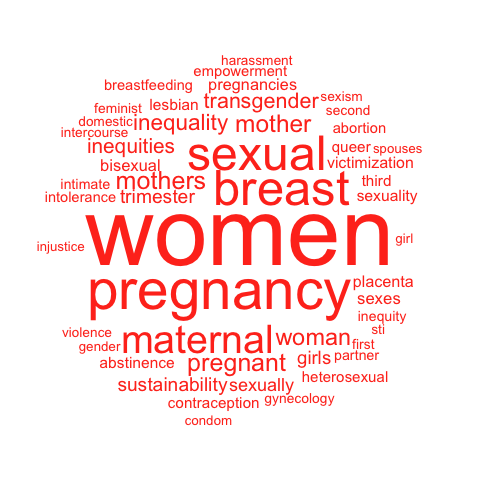 harassment
empowerment
breastfeeding pregnancies
feminist lesbian transgender sexism
domestic inequality mother second
intercourse abortion
inequities sexual queer spouses
bisexual victimization
intimate mothers breast third
intolerance trimester sexuality
women
injustice girl
pregnancy placenta
sexes
inequity
violence maternal woman sti
gender first
abstinence pregnant girls partner
sustainability sexually heterosexual
contraception gynecology
condom